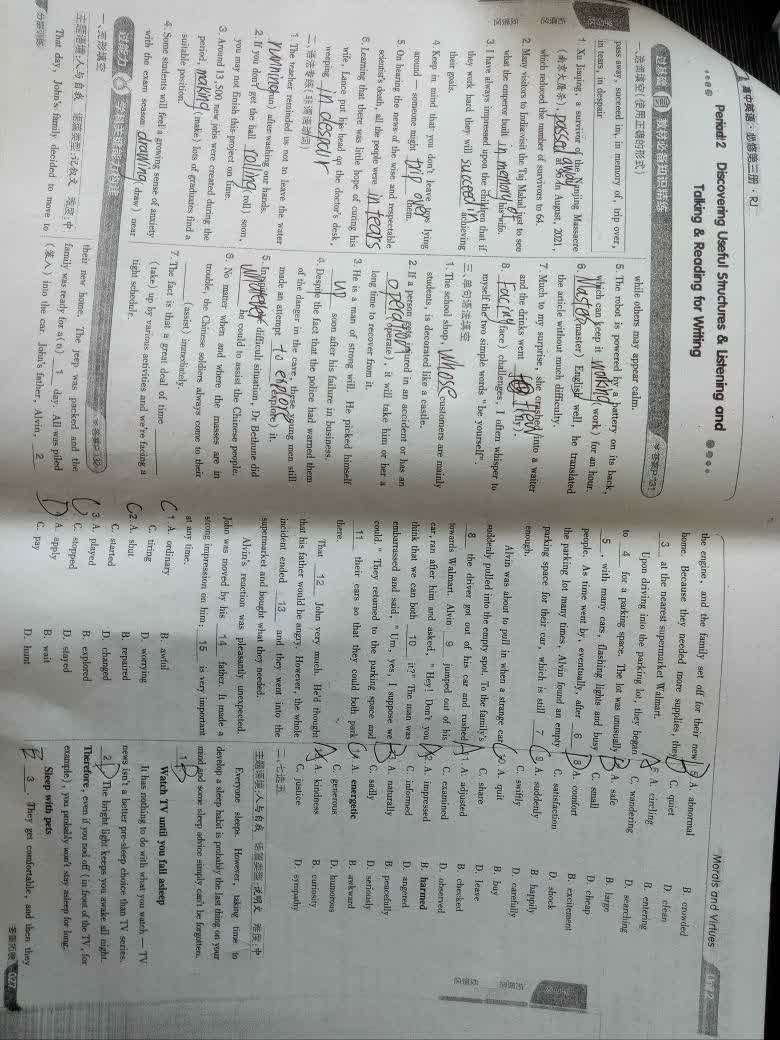 高中英语·必修第三册·RJ
Period 2 Discovering Useful Structures & Listening and
Talking & Reading for Writing
一、选词填空(使用正确的形式)
pass away, succeed in, in memory of, trip over,
in tears, in despair
1. Xu Jiaqing, a survivor of the Nanjing Massacre
(南京大屠杀), passed away at 96 in August, 2021
which reduced the number of survivors to 64.
2. Many visitors to India visit the Taj Mahal just to see
what the emperor built in memory of his wife.
3. I have always impressed upon the children that if
they work hard they will succeed in achieving
their goals.
4. Keep in mind that you don't leave toys lying
around — someone might trip over them.
5. On hearing the news of the wise and respectable
scientist's death, all the people were in tears
6. Learning that there was little hope of curing his
wife, Lance put his head on the doctor's desk,
weeping in despair
二、语法专练(非谓语动词)
1. The teacher reminded us not to leave the water
running (run) after washing our hands.
2. If you don't get the ball rolling (roll) soon,
you may not finish this project on time.
3. Around 13,500 new jobs were created during the
period, making (make) lots of graduates find a
suitable position.
4. Some students will feel a growing sense of anxiety
with the exam season drawing (draw) near
while others may appear calm.
5. The robot is powered by a battery on its back,
which can keep it working (work) for an hour.
6. (master) English well, he translated
the article without much difficulty.
7. Much to my surprise, she crashed into a waiter
and the drinks went (fly).
8. Facing (face) challenges, I often whisper to
myself the two simple words "be yourself".
三、单句语法填空
1. The school shop, whose customers are mainly
students, is decorated like a castle.
2. If a person gets injured in an accident or has an
(operate), it will take him or her a
long time to recover from it.
3. He is a man of strong will. He picked himself
up soon after his failure in business.
4. Despite the fact that the police had warned them
of the danger in the cave, these young men still
made an attempt to explore (explore) it.
5. In difficult situation, Dr Bethune did
he could to assist the Chinese people.
6. No matter when and where the masses are in
trouble, the Chinese soldiers always come to their
(assist) immediately.
7. The fact is that a great deal of time
(take) up by various activities and we're facing a
tight schedule.
一、完形填空
主题语境:人与自我 语篇类型:记叙文 难度:中
That day, John's family decided to move to
their new home. The jeep was packed and the
family was ready for a(n) 1 day. All was piled
(装入) into the car. John's father, Alvin, 2
the engine, and the family set off for their new
home. Because they needed more supplies, they
3 at the nearest supermarket Walmart.
Upon driving into the parking lot, they began
to 4 for a parking space. The lot was unusually
5, with many cars, flashing lights and busy
people. As time went by, eventually, after 6
the parking lot many times, Alvin found an empty
parking space for their car, which is still 7
enough.
Alvin was about to pull in when a strange car
suddenly pulled into the empty spot. To the family's
8 the driver got out of his car and rushed
towards Walmart. Alvin 9 jumped out of his
car, ran after him and asked, "Hey! Don't you
think that we can both 10 it?" The man was
embarrassed and said, "Um, yes, I suppose we
could." They returned to the parking space and
11 their cars so that they could both park
there.
That 12 John very much. He'd thought
that his father would be angry. However, the whole
incident ended 13 and they went into the
supermarket and bought what they needed.
Alvin's reaction was pleasantly unexpected.
John was moved by his 14 father. It made a
strong impression on him; 15 is very important
at any time.
C 1. A. ordinary B. awful
C. tiring D. worrying
C 2. A. shut B. repaired
C. started D. changed
C 3. A. played B. explored
C. stopped D. stayed
D A. apply B. wait
C. pay D. hunt
A. abnormal B. crowded
C. quiet D. clean
A. circling B. entering
C. wandering D. searching
A. safe B. large
C. small D. cheap
8. A. comfort B. excitement
C. satisfaction D. shock
9. A. suddenly B. happily
C. swiftly D. carefully
A. quit B. buy
C. share D. leave
A. adjusted B. checked
C. examined D. observed
A. impressed B. harmed
C. informed D. angered
A. naturally B. peacefully
C. sadly D. seriously
A. energetic B. awkward
C. generous D. humorous
A. kindness B. curiosity
C. justice D. sympathy
二、七选五
主题语境:人与自我 语篇类型:说明文 难度:中
Everyone sleeps. However, taking time to
develop a sleep habit is probably the last thing on your
mind and some sleep advice simply can't be forgotten.
1
Watch TV until you fall asleep
It has nothing to do with what you watch — TV
news isn't a better pre-sleep choice than TV series.
2 The bright light keeps you awake all night.
Therefore, even if you nod off (in front of the TV, for
example), you probably won't stay asleep for long.
Sleep with pets
3. They get comfortable, and then they
Morals and Virtues